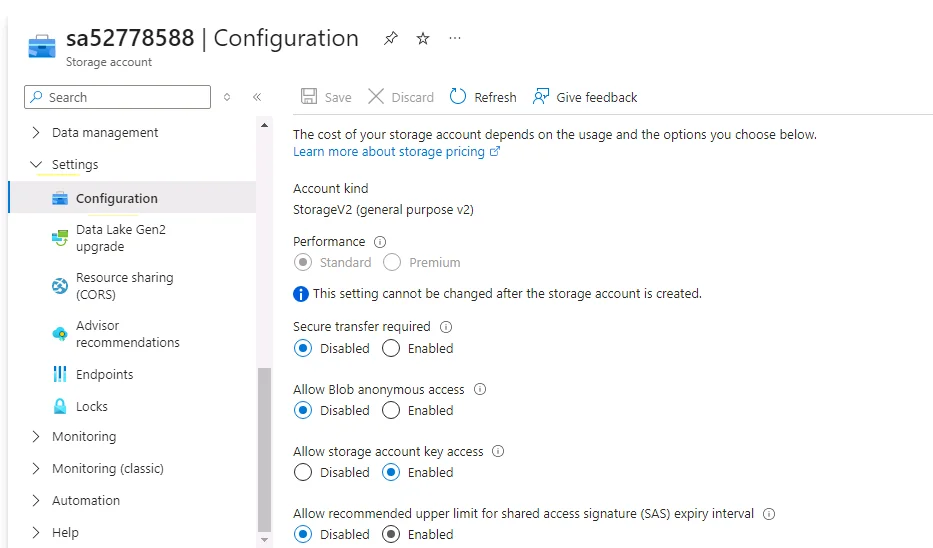 sa52778588 | Configuration
Storage account
Search
Save
Discard
Refresh
Give feedback
Data management
Settings
Configuration
Data Lake Gen2
upgrade
Resource sharing
(CORS)
Advisor
recommendations
Endpoints
Locks
Monitoring
Monitoring (classic)
Automation
Help
The cost of your storage account depends on the usage and the options you choose below.
Learn more about storage pricing
Account kind
StorageV2 (general purpose v2)
Performance
Standard Premium
This setting cannot be changed after the storage account is created.
Secure transfer required
Disabled Enabled
Allow Blob anonymous access
Disabled Enabled
Allow storage account key access
Disabled Enabled
Allow recommended upper limit for shared access signature (SAS) expiry interval
Disabled Enabled